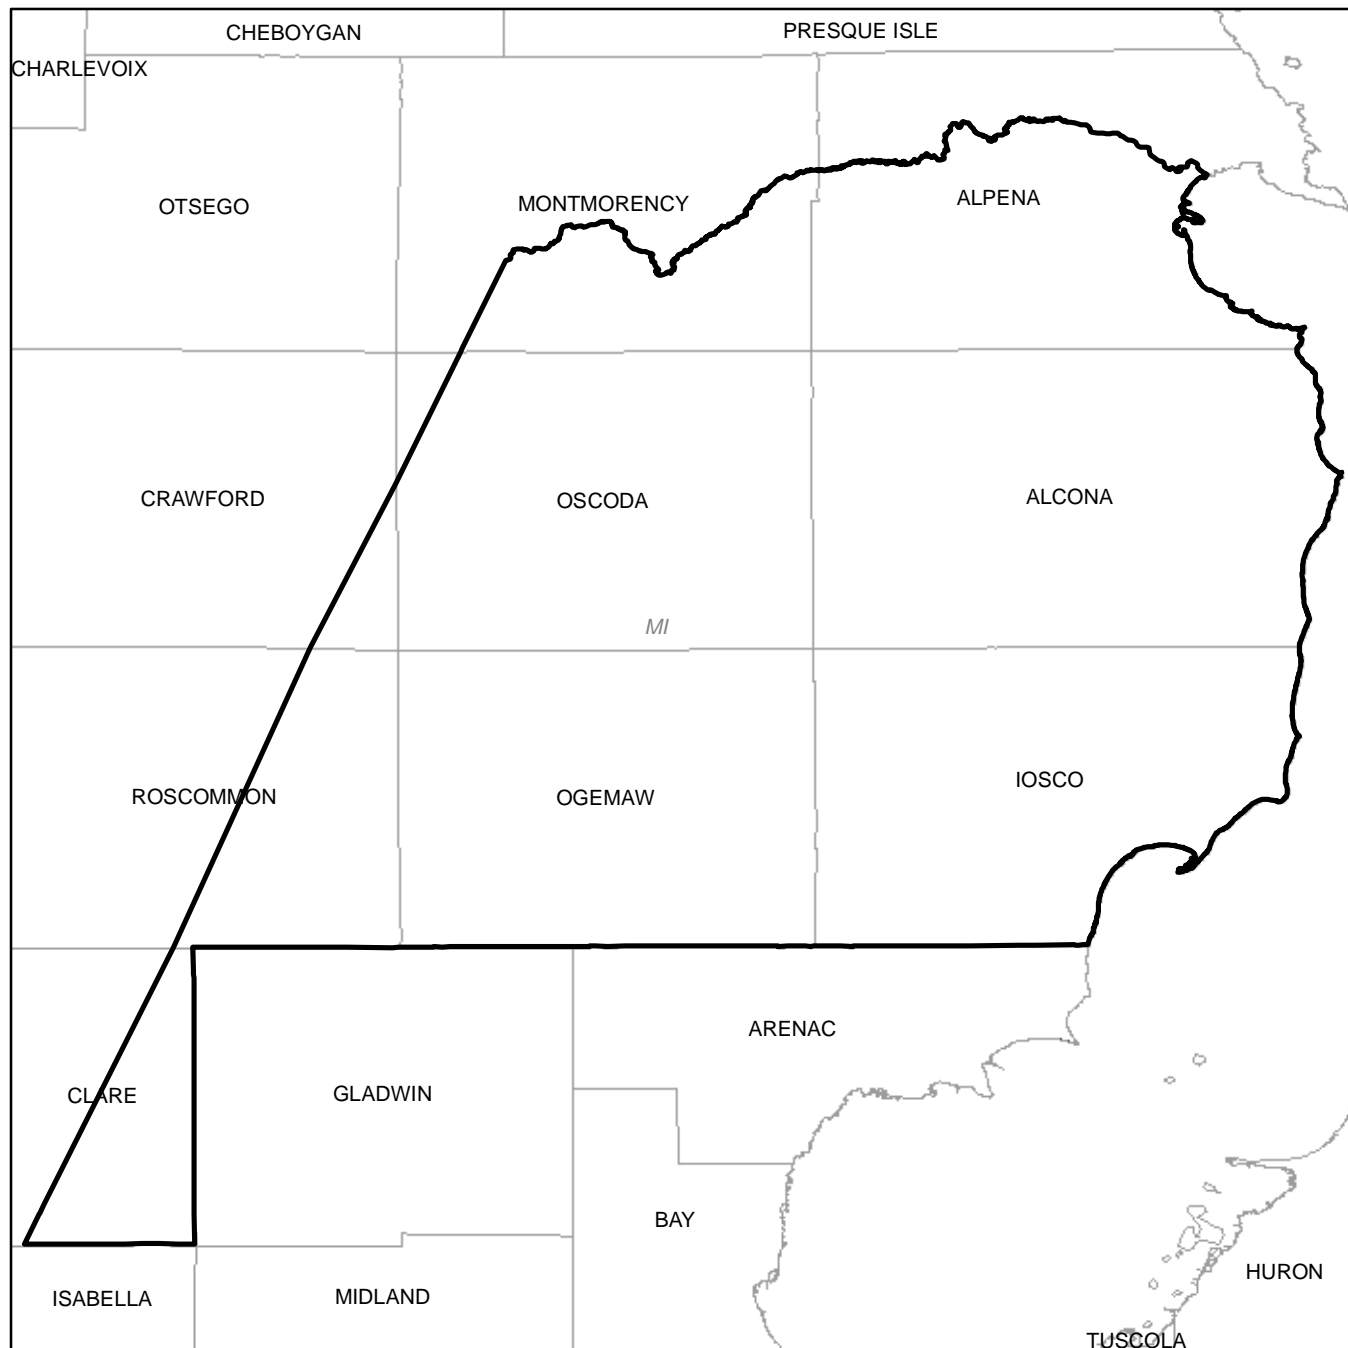 CHEBOYGAN
PRESQUE ISLE
CHARLEVOIX
OTSEGO
MONTMORENCY
ALPENA
CRAWFORD
OSCODA
ALCONA
MI
ROSCOMMON
OGEMAW
IOSCO
ARENAC
CLARE
GLADWIN
BAY
HURON
ISABELLA
MIDLAND
TUSCOLA